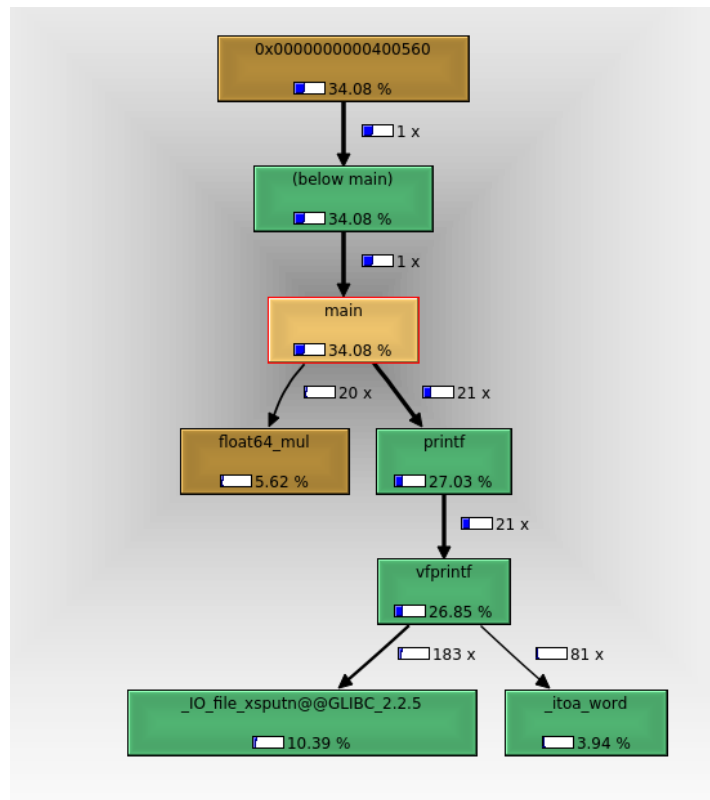 0x0000000000400560
34.08 %
1 x
(below main)
34.08 %
1 x
main
34.08 %
20 x
21 x
float64_mul
5.62 %
printf
27.03 %
21 x
vfprintf
26.85 %
183 x
81 x
_IO_file_xsputn@@GLIBC_2.2.5
10.39 %
_itoa_word
3.94 %